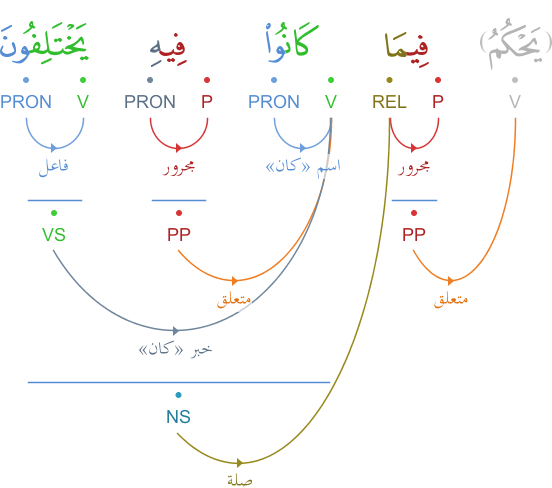 (يَحْكُمُ) فِيمَا كَانُوا۟ فِيهِ يَخْتَلِفُونَ
V P REL V PRON P PRON V PRON
مجرور اسم «كان» مجرور فاعل
PP PP VS
متعلق متعلق
خبر «كان»
NS
صلة